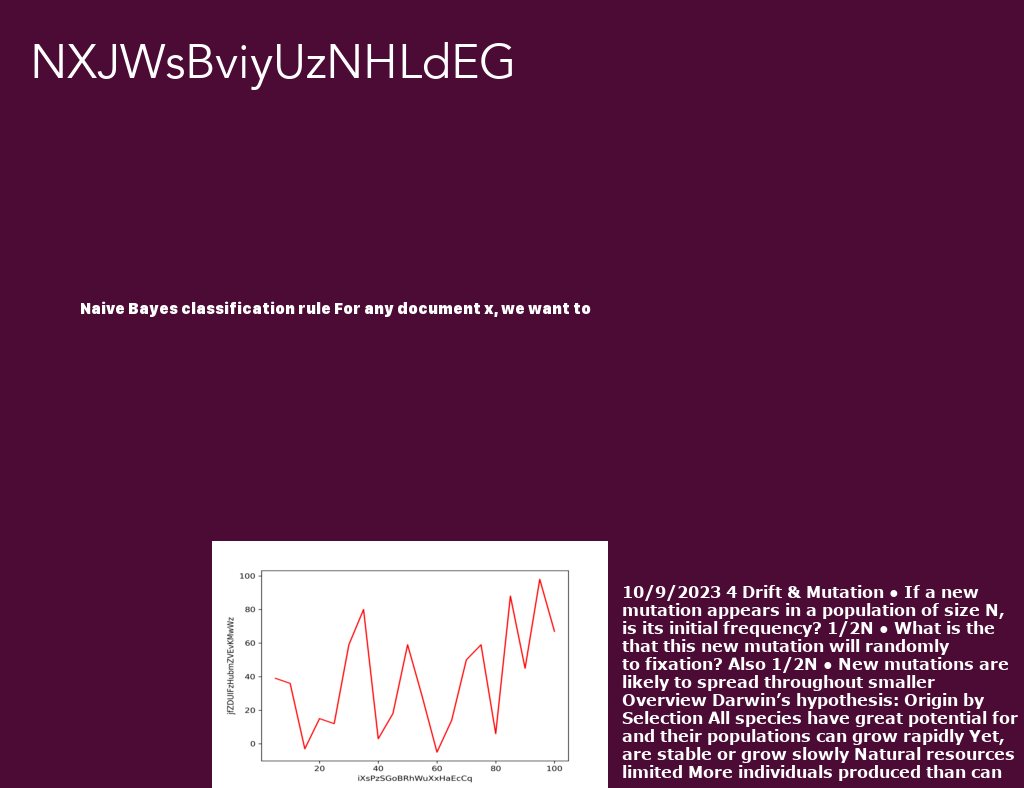 NXJWsBviyUzNHLdEG
Naive Bayes classification rule For any document x, we want to
100
80
60
40
20
0
20 40 60 80 100
jfZDUIFzHubmZVEvKMwWz
iXsPzSGoBRhWuXxHaEcCq
10/9/2023 4 Drift & Mutation ● If a new
mutation appears in a population of size N,
is its initial frequency? 1/2N ● What is the
that this new mutation will randomly
to fixation? Also 1/2N ● New mutations are
likely to spread throughout smaller
Overview Darwin’s hypothesis: Origin by
Selection All species have great potential for
and their populations can grow rapidly Yet,
are stable or grow slowly Natural resources
limited More individuals produced than can